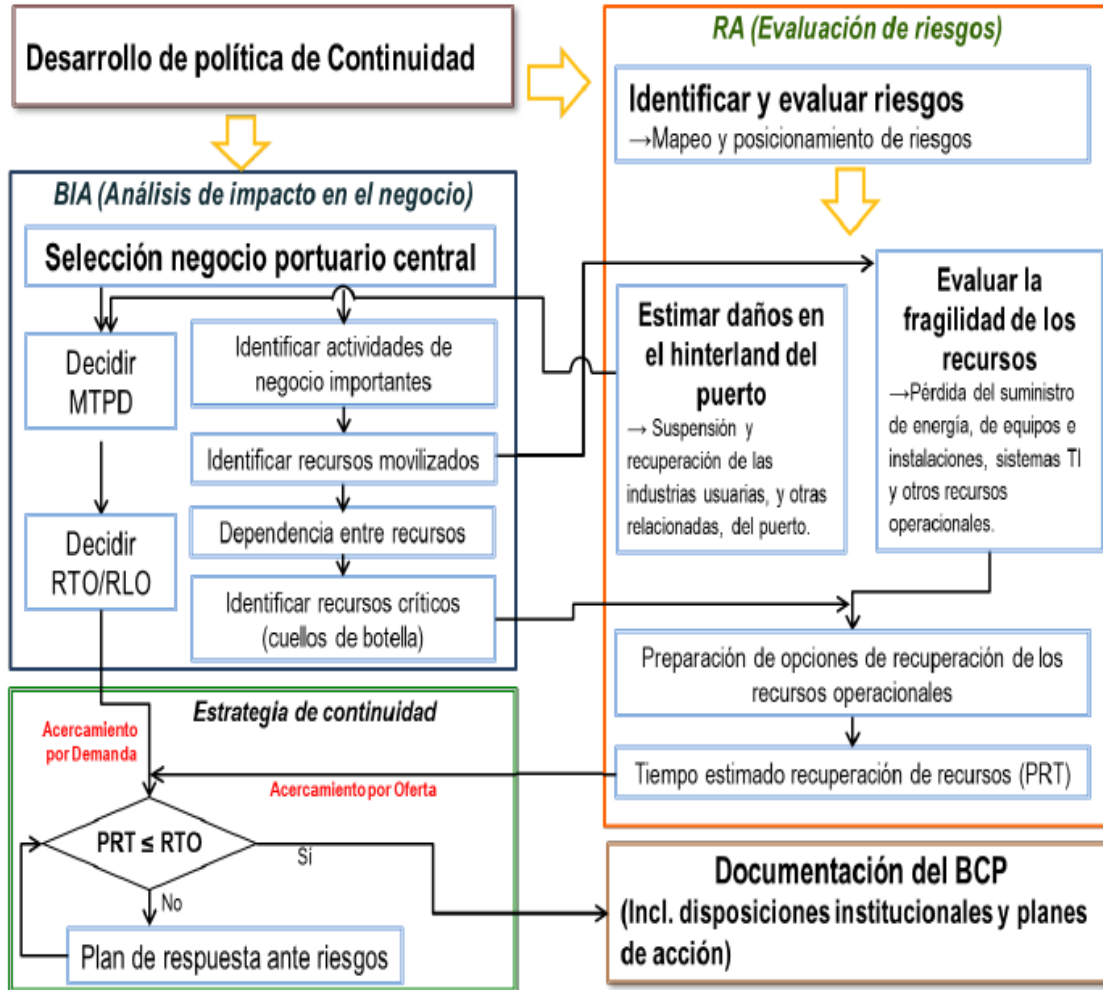 Desarrollo de política de Continuidad
BIA (Análisis de impacto en el negocio)
Selección negocio portuario central
Decidir
MTPD
Decidir
RTO/RLO
Identificar actividades de
negocio importantes
Identificar recursos movilizados
Dependencia entre recursos
Identificar recursos críticos
(cuellos de botella)
RA (Evaluación de riesgos)
Identificar y evaluar riesgos
→Mapeo y posicionamiento de riesgos
Estimar daños en
el hinterland del
puerto
→ Suspensión y
recuperación de las
industrias usuarias, y otras
relacionadas, del puerto.
Evaluar la
fragilidad de los
recursos
→Pérdida del suministro
de energía, de equipos e
instalaciones, sistemas TI
y otros recursos
operacionales.
Preparación de opciones de recuperación de los
recursos operacionales
Tiempo estimado recuperación de recursos (PRT)
Estrategia de continuidad
Acercamiento
por Demanda
Acercamiento por Oferta
PRT ≤ RTO
Sí
No
Plan de respuesta ante riesgos
Documentación del BCP
(Incl. disposiciones institucionales y planes
de acción)